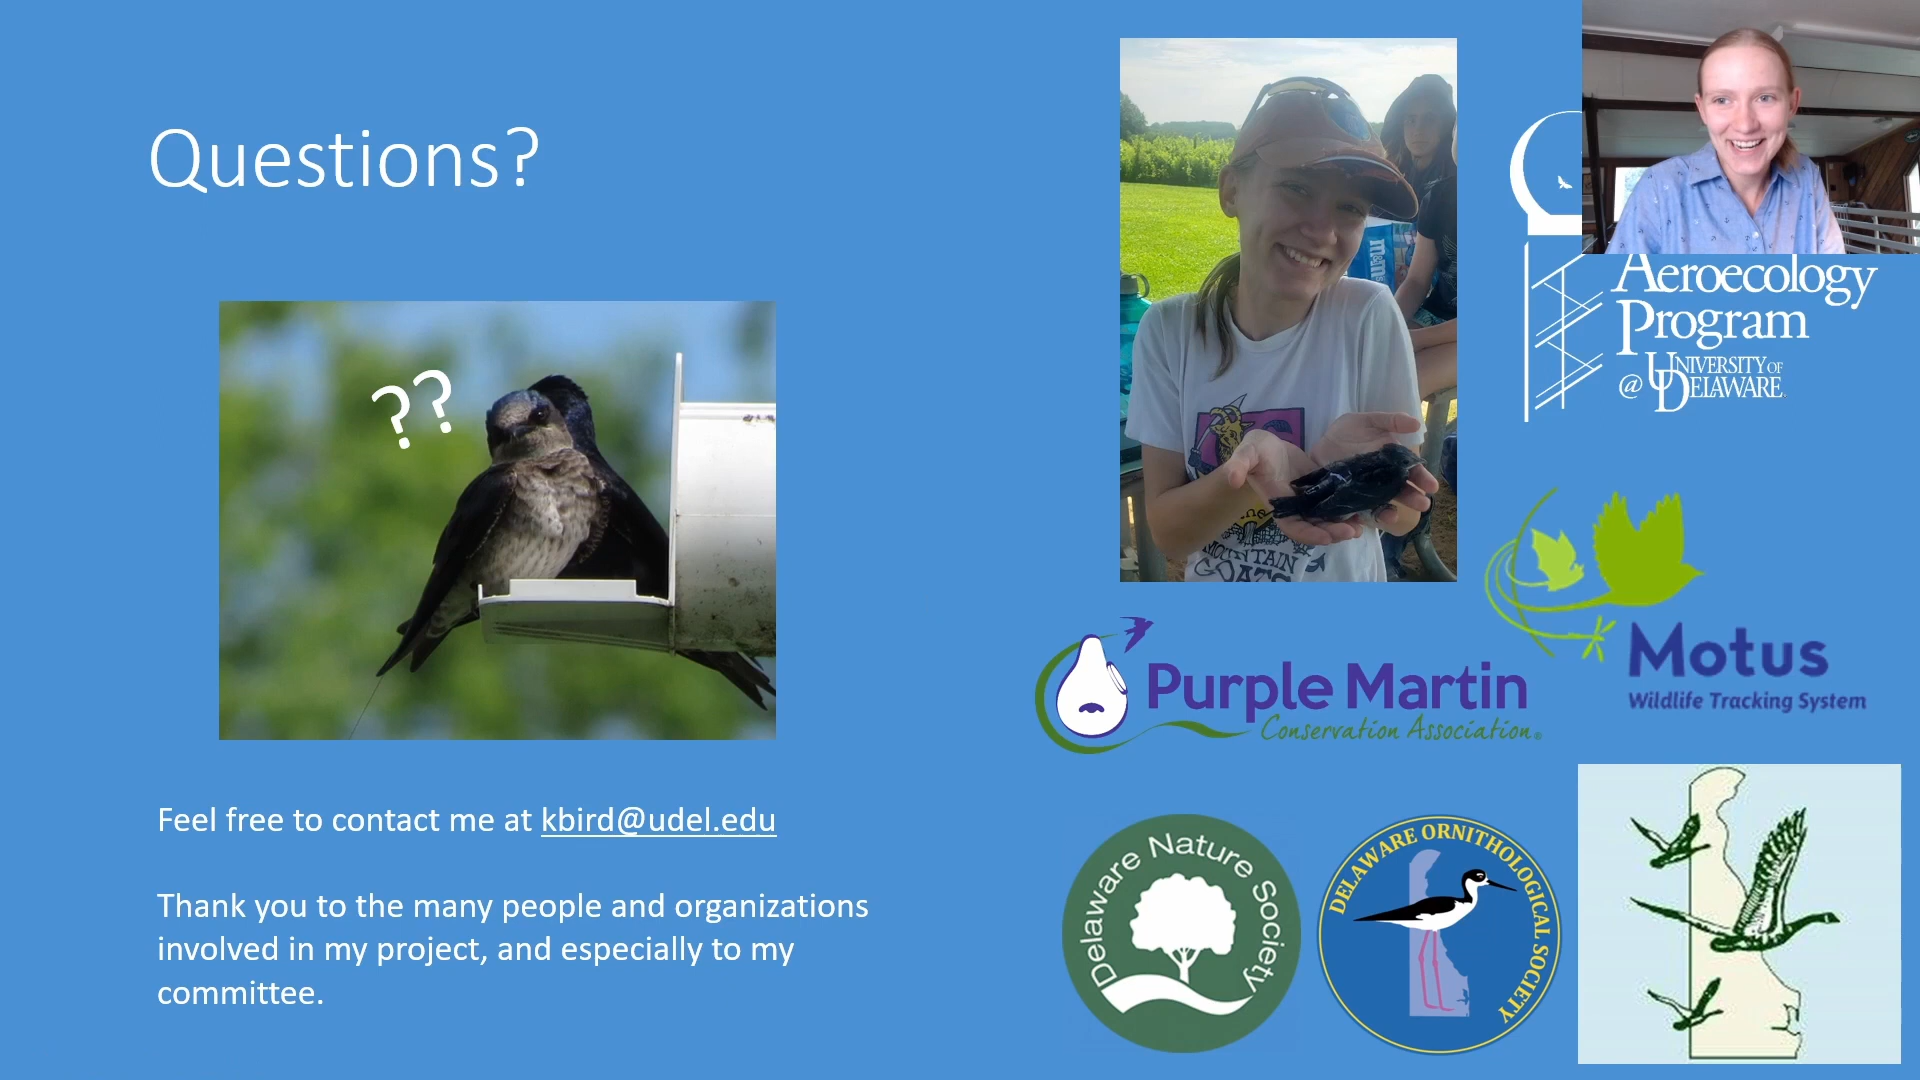 Questions?
??
Feel free to contact me at kbird@udel.edu
Thank you to the many people and organizations
involved in my project, and especially to my
committee.
m&m's
MOUNTAIN
GOATS
Aeroecology
Program
@ UNIVERSITY OF
DELAWARE
Motus
Wildlife Tracking System
Purple Martin
Conservation Association®
Delaware Nature Society
DELAWARE ORNITHOLOGICAL SOCIETY